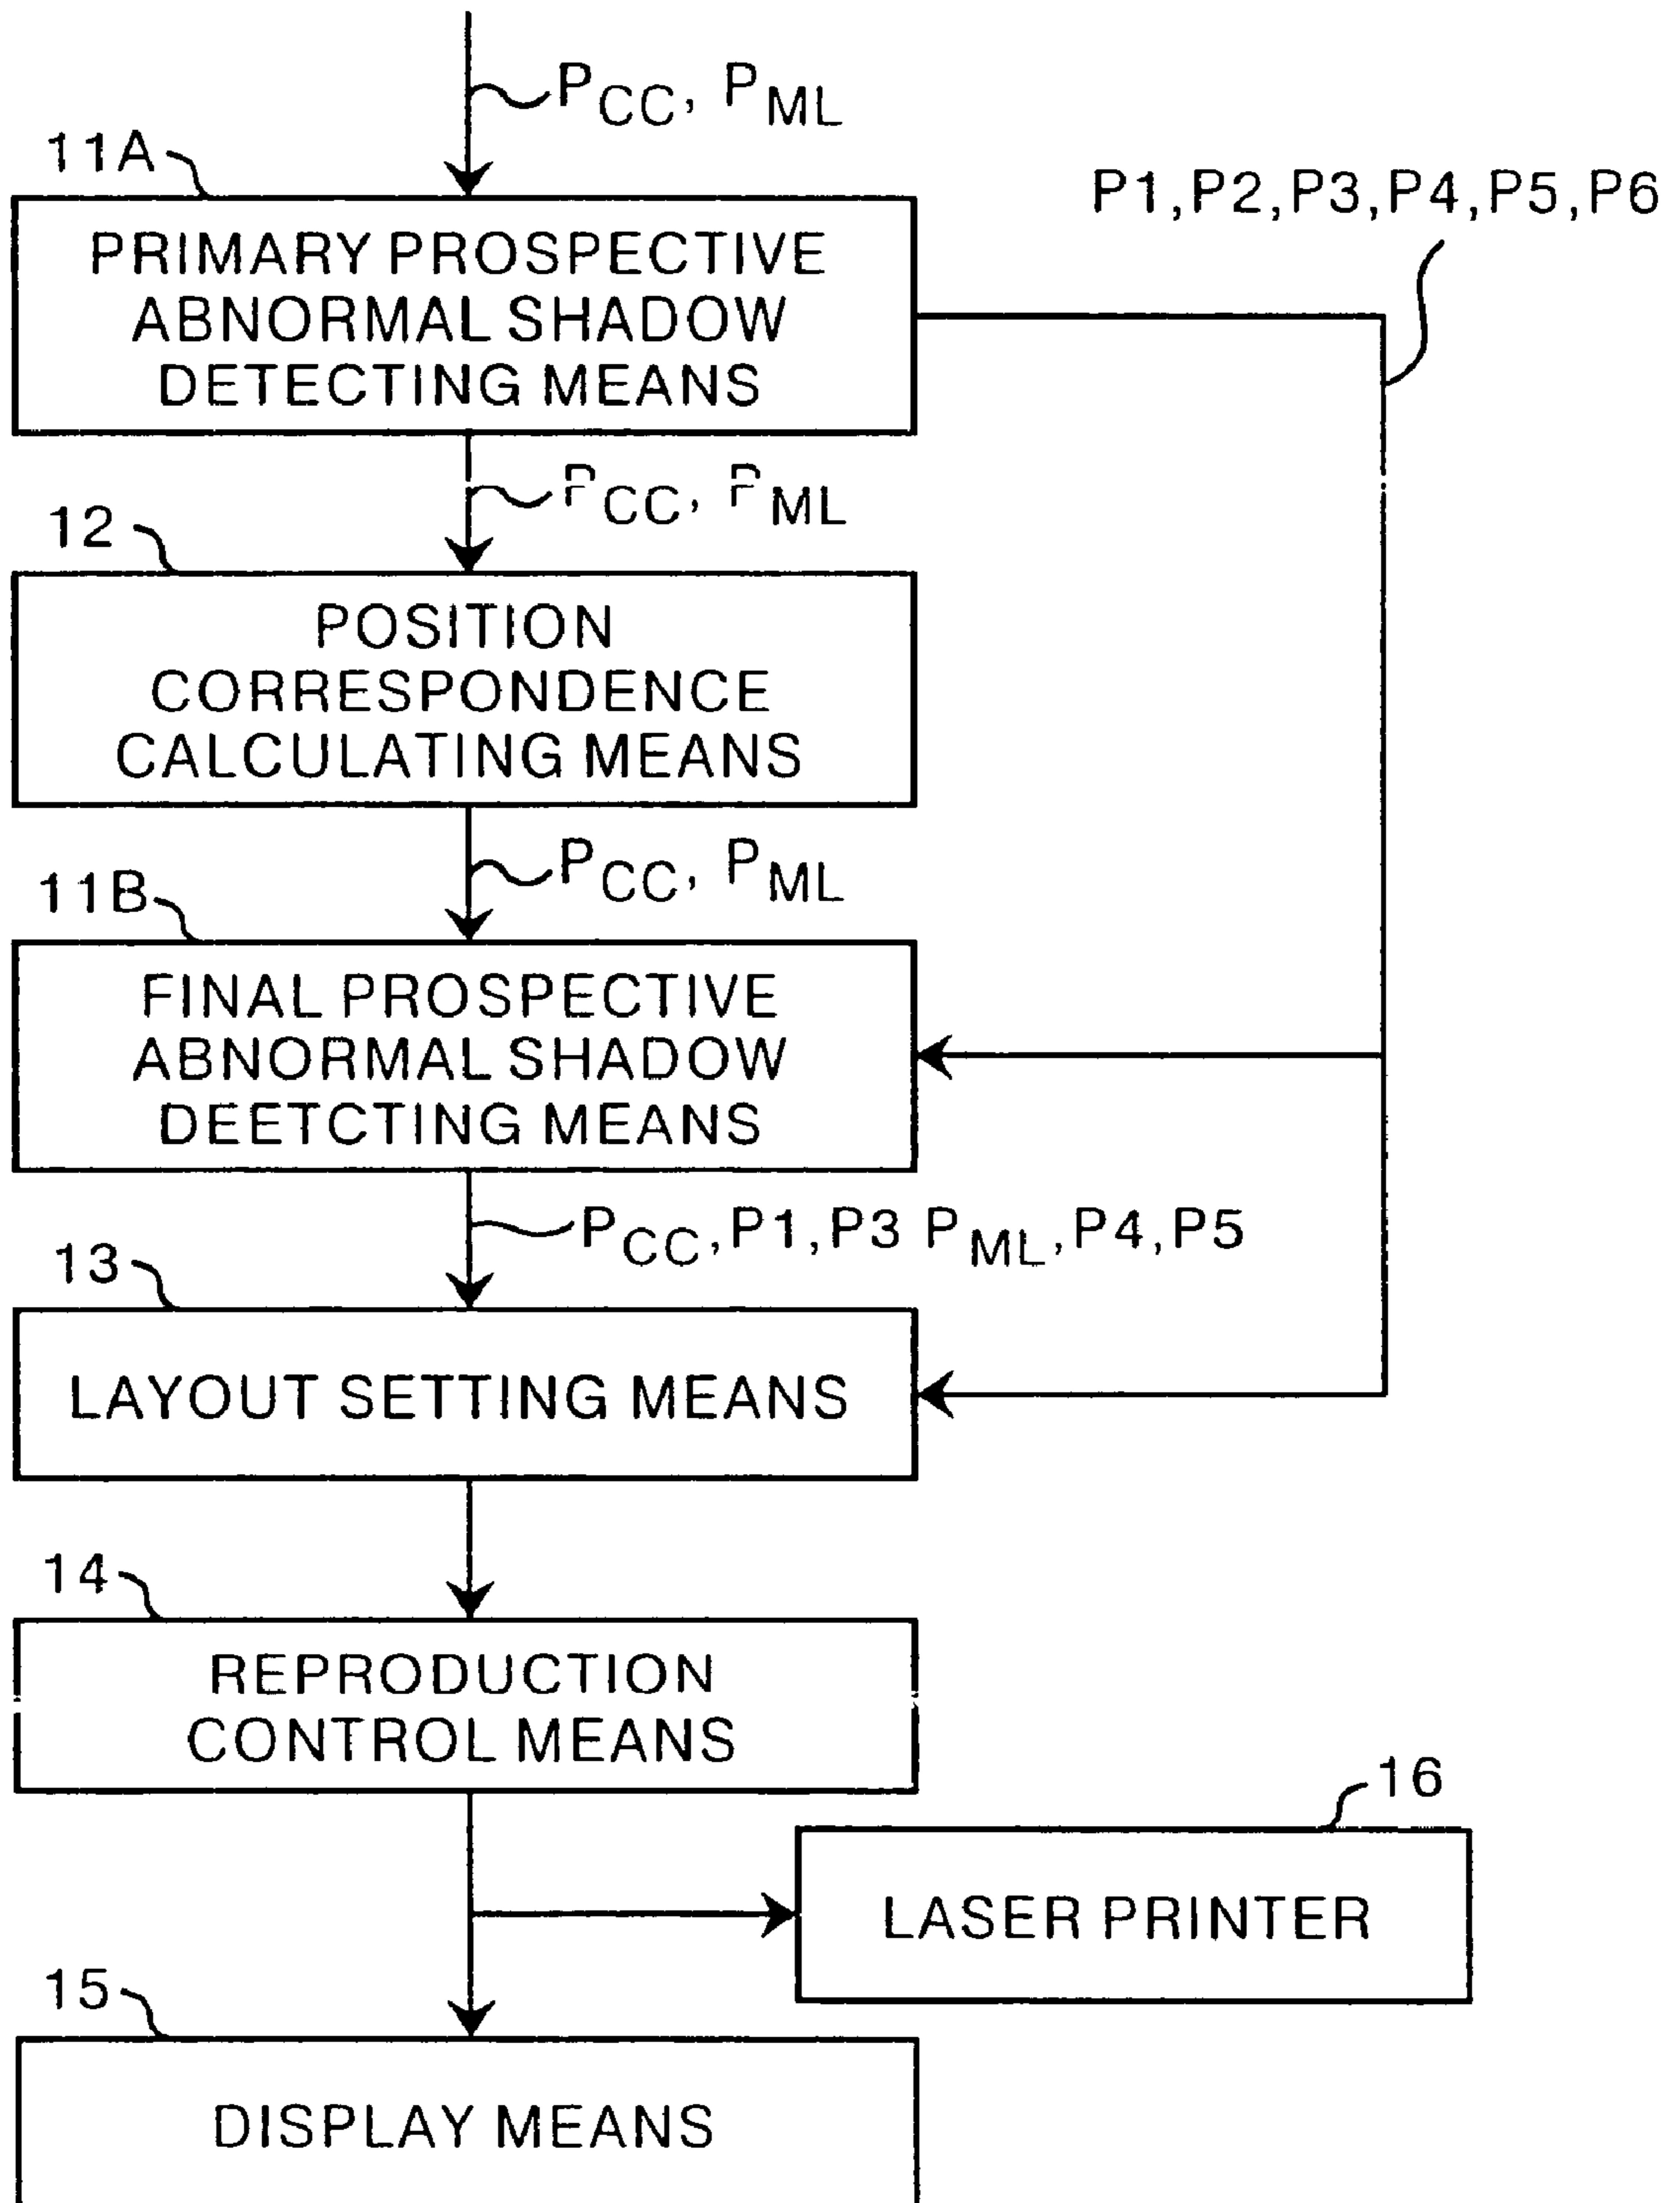 PCC, PML
11A
P1,P2,P3,P4,P5,P6
PRIMARY PROSPECTIVE
ABNORMAL SHADOW
DETECTING MEANS
PCC, PML
12
POSITION
CORRESPONDENCE
CALCULATING MEANS
PCC, PML
11B
FINAL PROSPECTIVE
ABNORMAL SHADOW
DEETCTING MEANS
PCC,P1,P3 PML,P4,P5
13
LAYOUT SETTING MEANS
14
REPRODUCTION
CONTROL MEANS
16
LASER PRINTER
15
DISPLAY MEANS